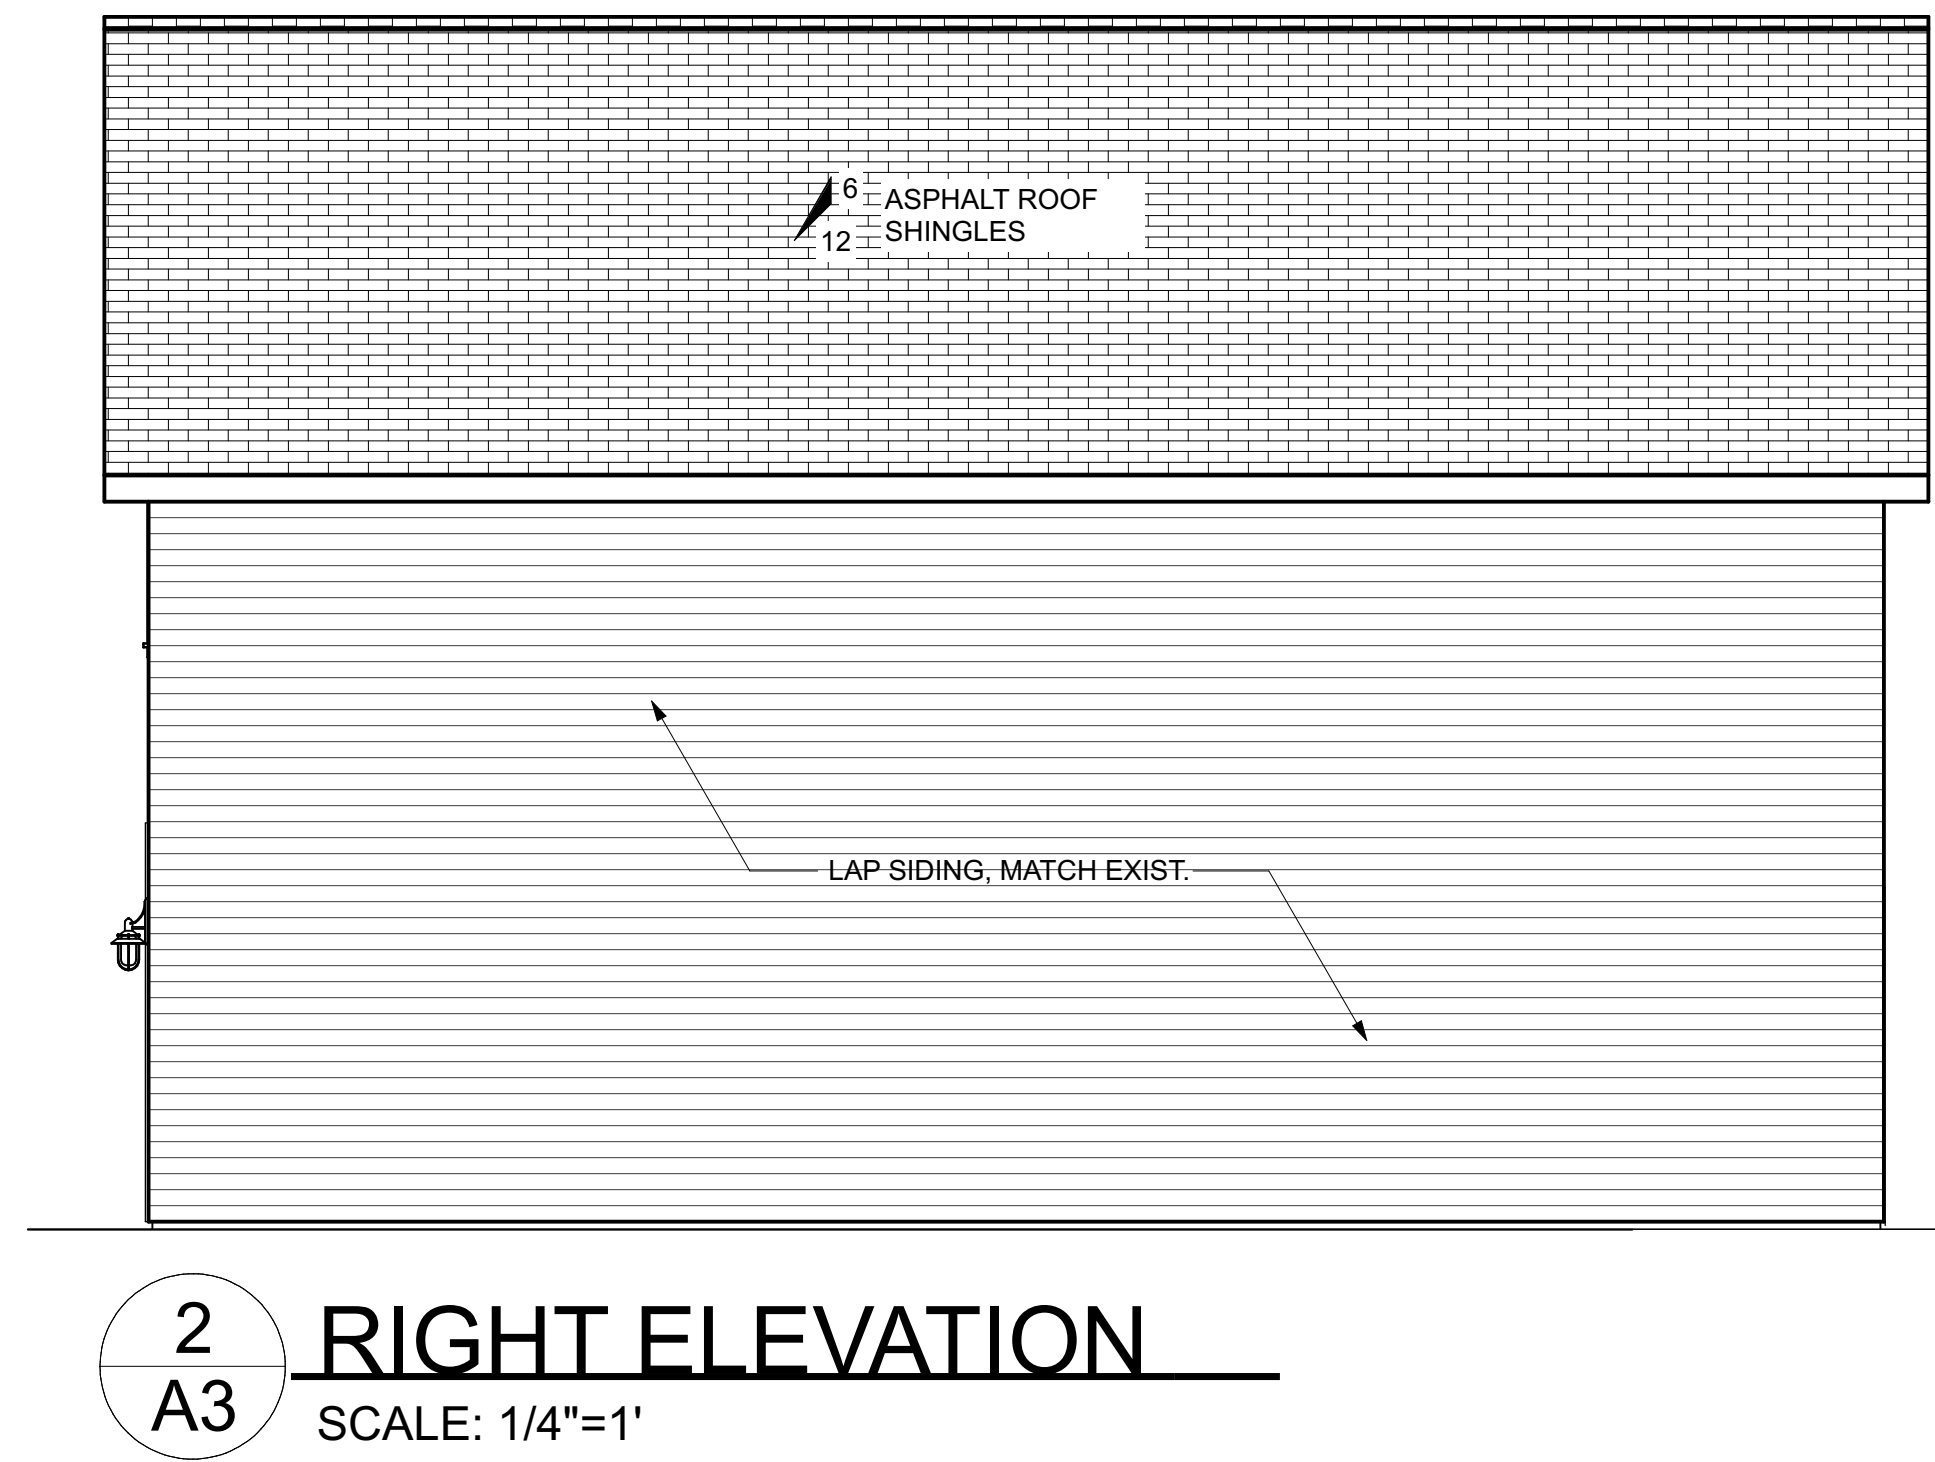 6
12
ASPHALT ROOF
SHINGLES
LAP SIDING, MATCH EXIST.
2
A3
RIGHT ELEVATION
SCALE: 1/4"=1'